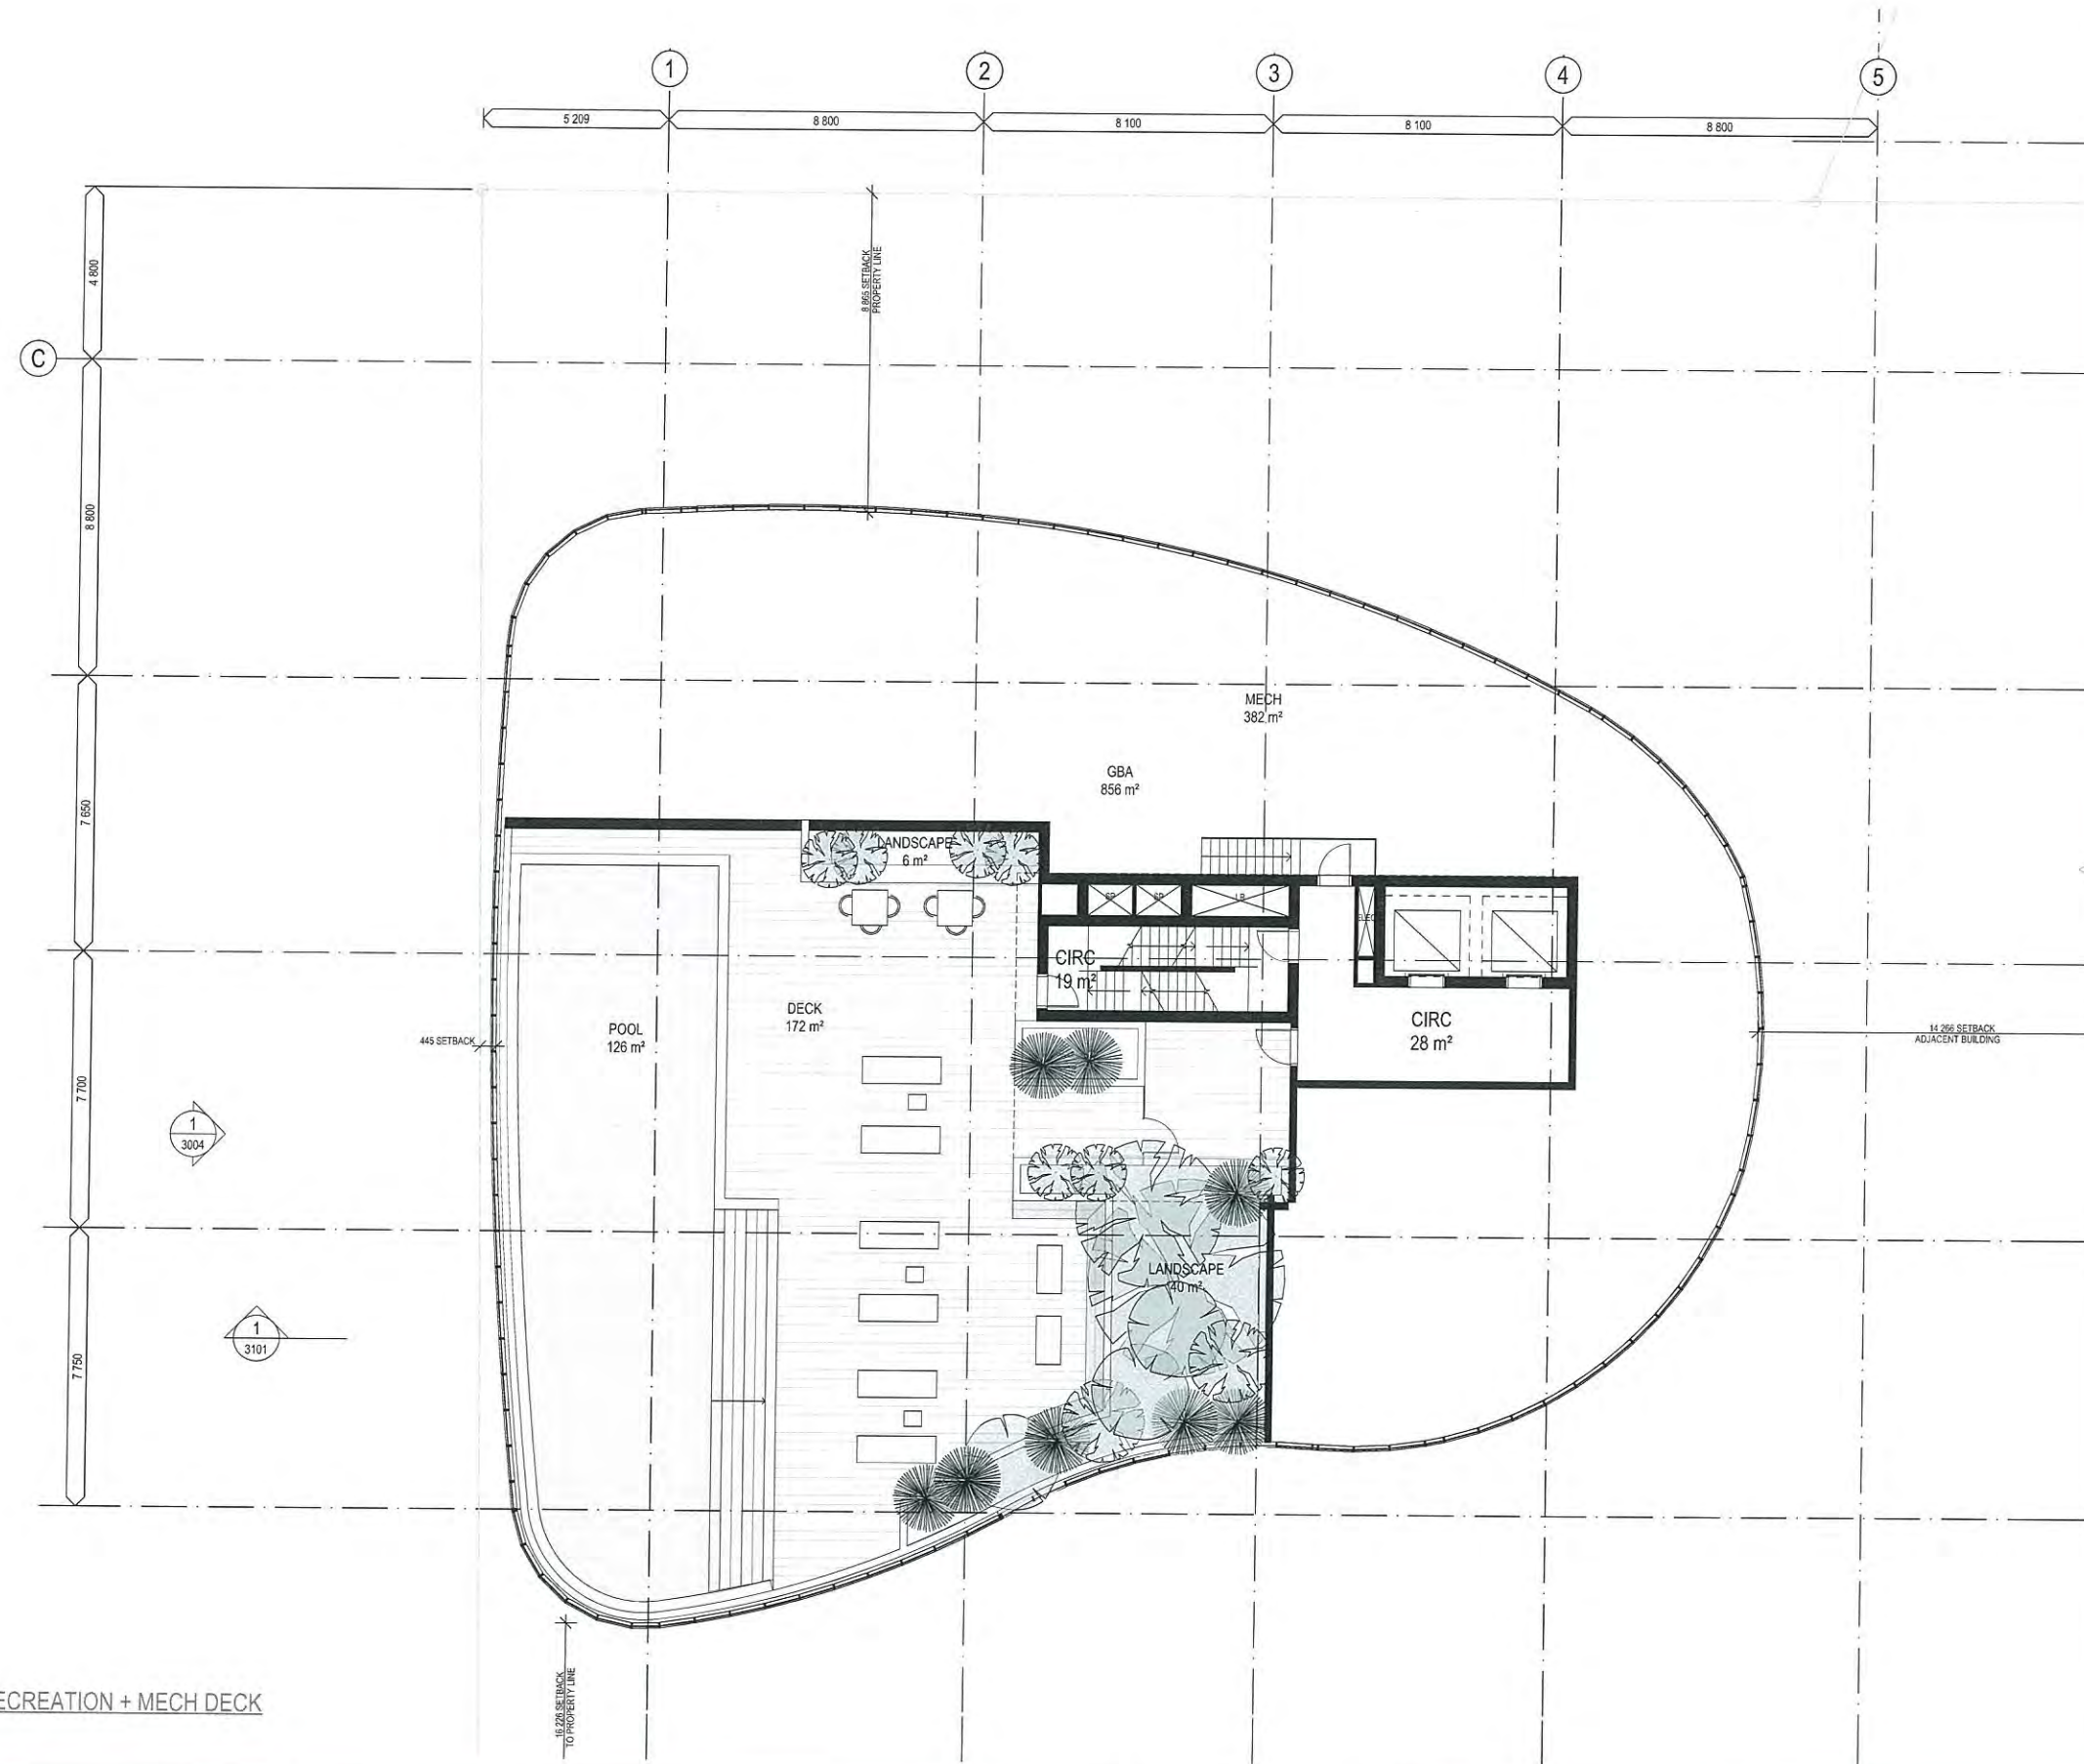 1
2
3
4
5
5 209
8 800
8 100
8 100
8 800
4 800
8 865 SETBACK
PROPERTY LINE
C
8 800
MECH
382 m²
GBA
856 m²
7 650
LANDSCAPE
6 m²
SP
SP
ELEC
CIRC
19 m²
DECK
172 m²
POOL
126 m²
CIRC
28 m²
445 SETBACK
14 266 SETBACK
ADJACENT BUILDING
7 700
1
3004
LANDSCAPE
40 m²
1
3101
7 750
16 226 SETBACK
TO PROPERTY LINE
ECREATION + MECH DECK